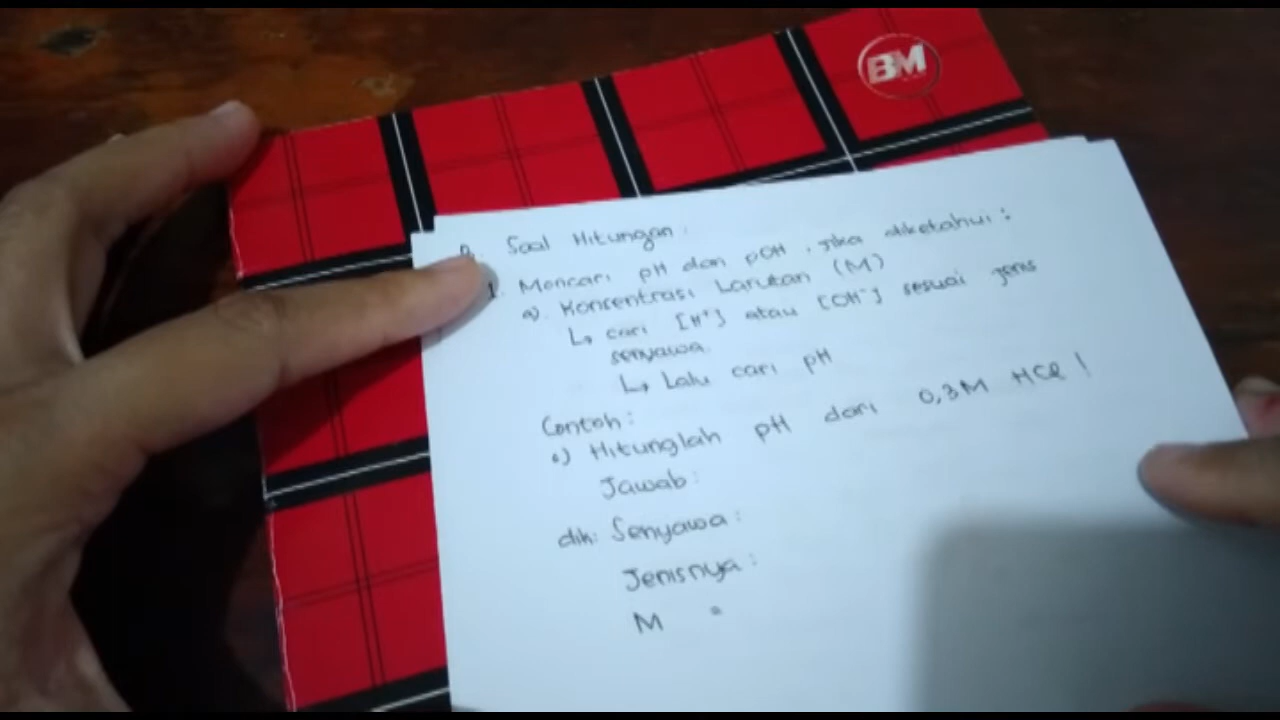 BM
Soal Hitungan:
1. Mencari pH dan pOH, jika diketahui:
a). Konsentrasi Larutan (M)
↳ cari [H⁺] atau [OH⁻] sesuai jenis
senyawa.
↳ Lalu cari pH
Contoh:
•) Hitunglah pH dari 0,3M HCl!
Jawab:
dik: Senyawa:
Jenisnya:
M =